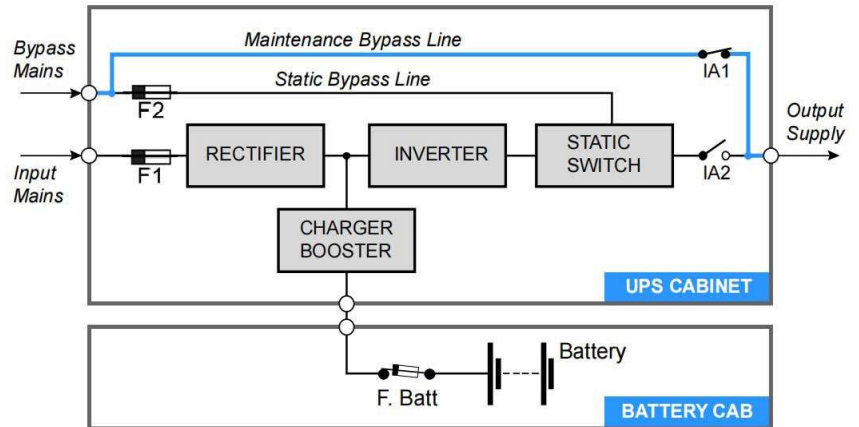 Bypass
Mains
Maintenance Bypass Line
IA1
Static Bypass Line
F2
Output
Supply
RECTIFIER
INVERTER
STATIC
SWITCH
Input
Mains
F1
IA2
CHARGER
BOOSTER
UPS CABINET
Battery
F. Batt
BATTERY CAB